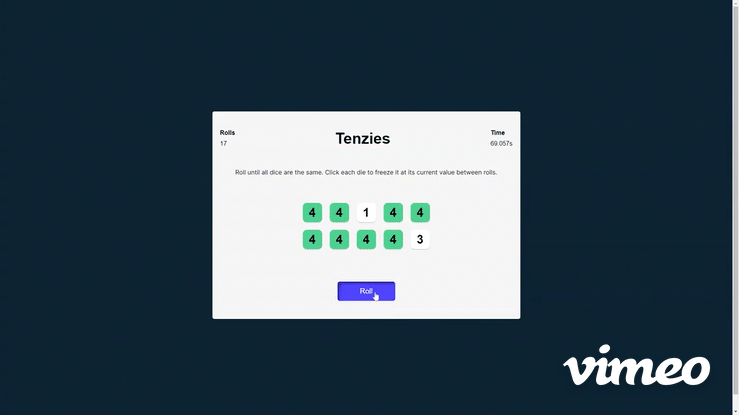 Rolls
17
Tenzies
Time
69.057s
Roll until all dice are the same. Click each die to freeze it at its current value between rolls.
4 4 1 4 4
4 4 4 4 3
Roll
vimeo